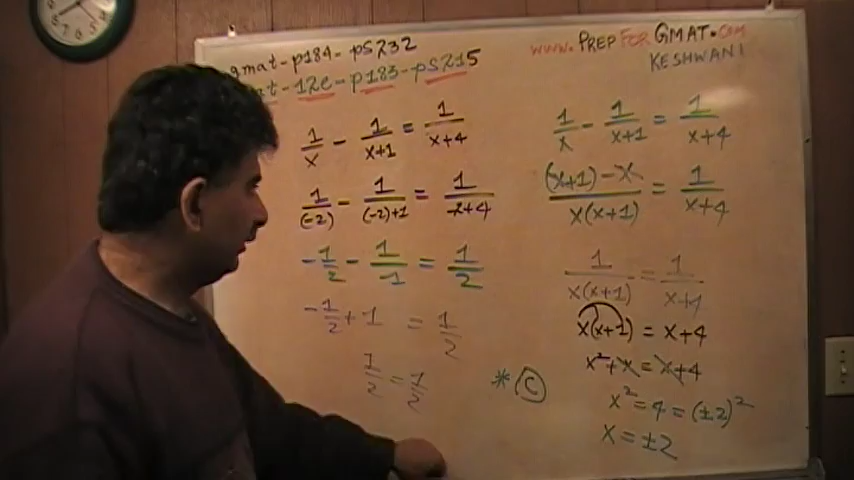 gmat-p184-ps232
12e-p183-ps215
www.PrepForGmat.com
KESHWANI
1/x - 1/(x+1) = 1/(x+4)
1/(-2) - 1/((-2)+1) = 1/(-x+4)
-1/2 - 1/-1 = 1/2
-1/2 + 1 = 1/2
1/2 = 1/2
* C
1/x - 1/(x+1) = 1/(x+4)
((x+1) - x)/(x(x+1)) = 1/(x+4)
1/(x(x+1)) = 1/(x+4)
x(x+1) = x+4
x² + x = x+4
x² = 4 = (±2)²
x = ±2